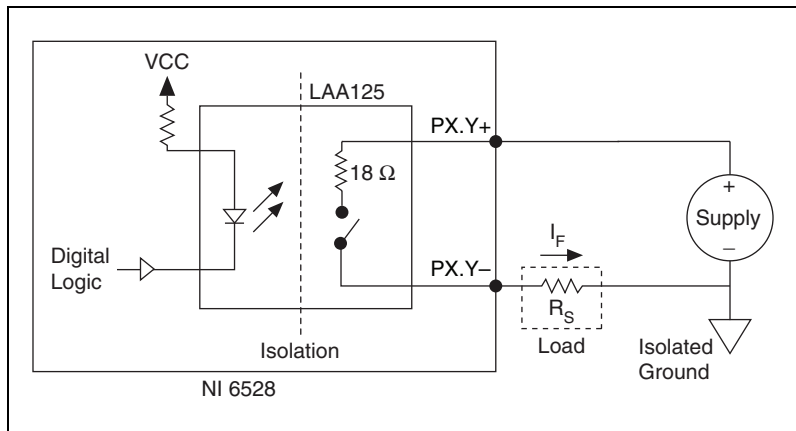 VCC
LAA125
PX.Y+
18 Ω
+
Supply
−
Digital
Logic
I_F
PX.Y–
R_S
Load
Isolation
Isolated
Ground
NI 6528